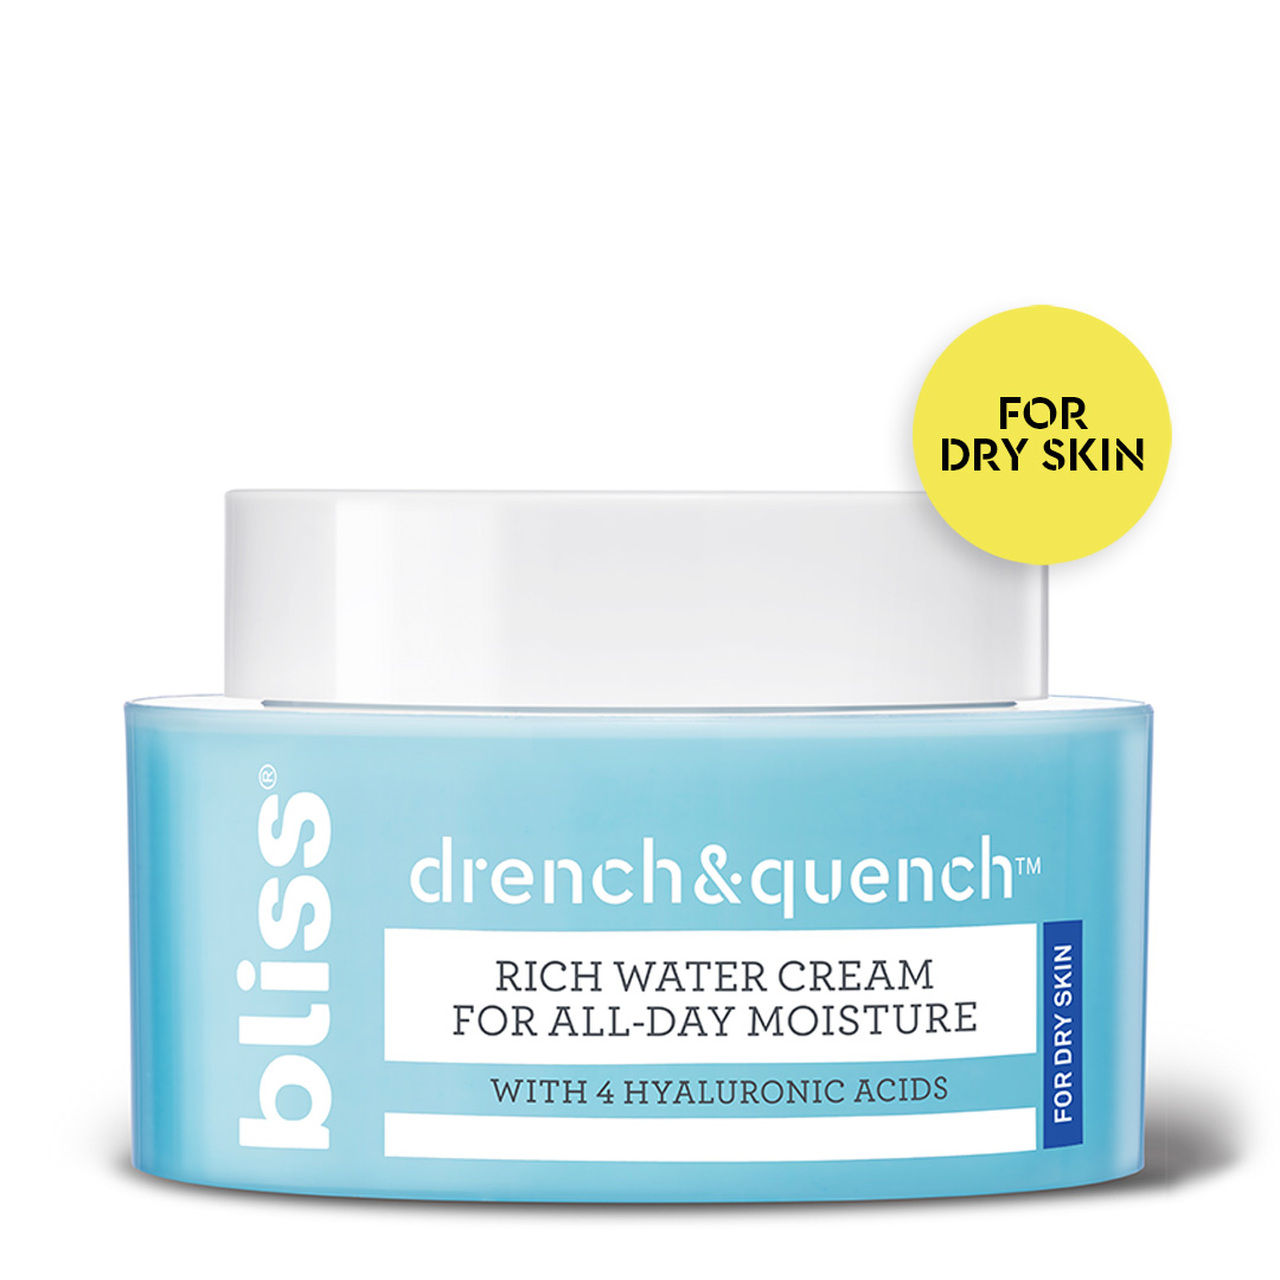 FOR
DRY SKIN
bliss®
drench&quench™
RICH WATER CREAM
FOR ALL-DAY MOISTURE
WITH 4 HYALURONIC ACIDS
FOR DRY SKIN